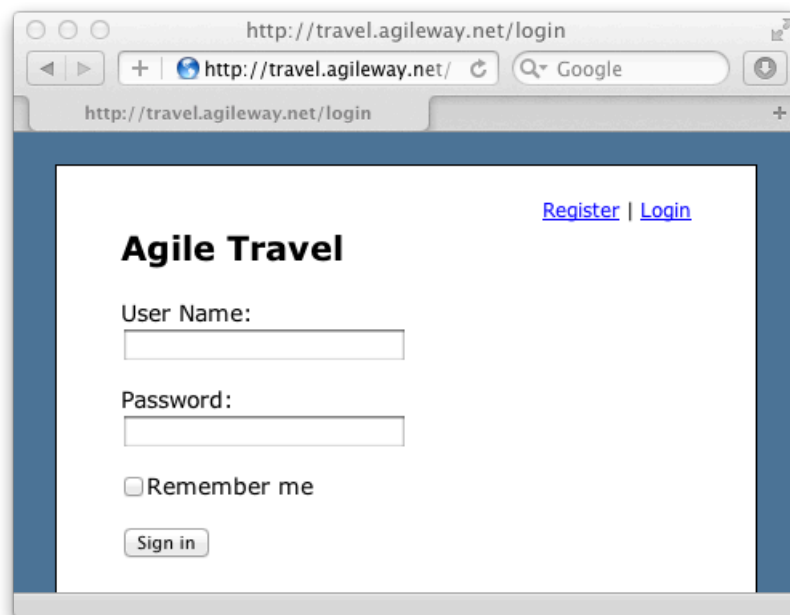 http://travel.agileway.net/login
http://travel.agileway.net/ Google
http://travel.agileway.net/login +
Register | Login
Agile Travel
User Name:
Password:
Remember me
Sign in